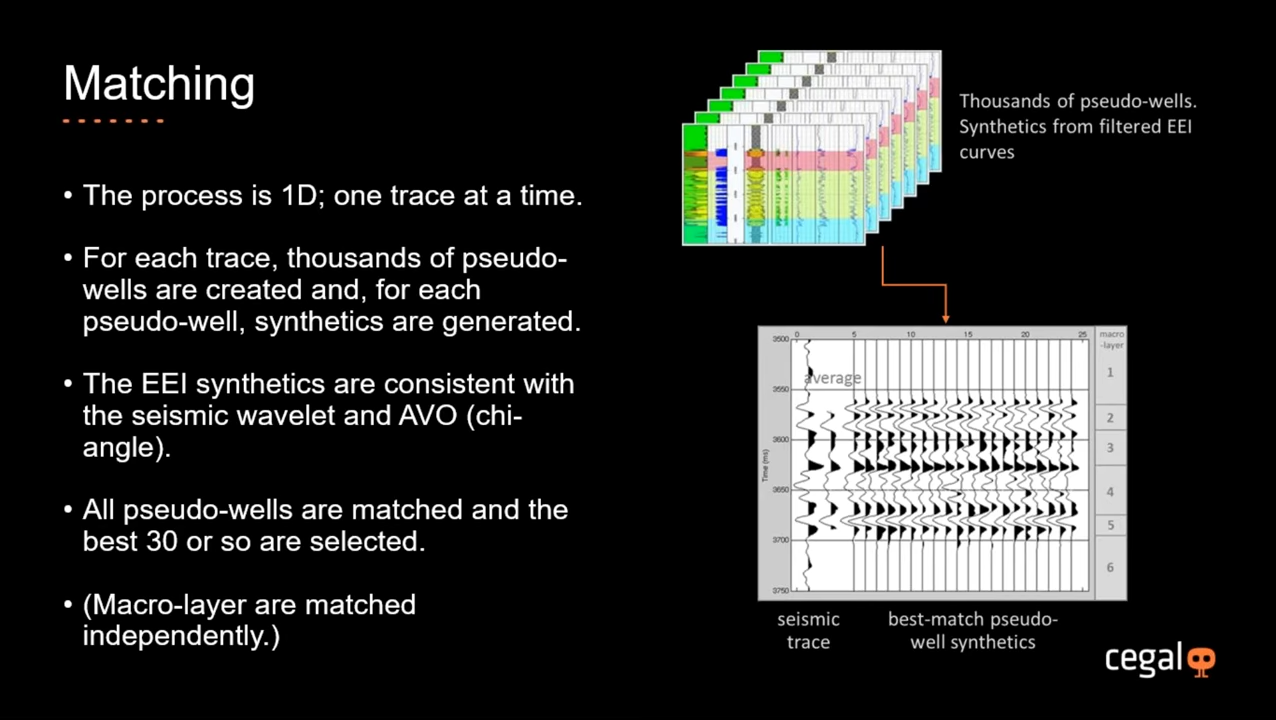 Matching
• The process is 1D; one trace at a time.
• For each trace, thousands of pseudo-
wells are created and, for each
pseudo-well, synthetics are generated.
• The EEI synthetics are consistent with
the seismic wavelet and AVO (chi-
angle).
• All pseudo-wells are matched and the
best 30 or so are selected.
• (Macro-layer are matched
independently.)
Thousands of pseudo-wells.
Synthetics from filtered EEI
curves
0 5 10 15 20 25
macro
-layer
3500
average
1
3550
2
3600
3
Time (ms)
3650
4
5
3700
6
3750
seismic
trace
best-match pseudo-
well synthetics
cegal